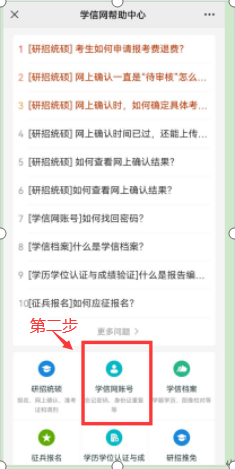 学信网帮助中心
1 [研招统硕] 考生如何申请报考费退费?
2 [研招统硕] 网上确认一直是“待审核”怎么...
3 [研招统硕] 网上确认时、如何确定具体考...
4 [研招统硕] 网上确认时间已过，还能上传...
5 [研招统硕] 如何查看网上确认结果?
6 [研招统硕]如何查看网上确认结果?
7 [学信网账号]如何找回密码?
8 [学信档案]什么是学信档案?
9 [学历学位认证与成绩验证]什么是报告编...
10[征兵报名]如何应征报名?
更多问题
第二步
研招统硕 学信网账号 学信档案
征兵报名 学历学位认证与成 研招推免